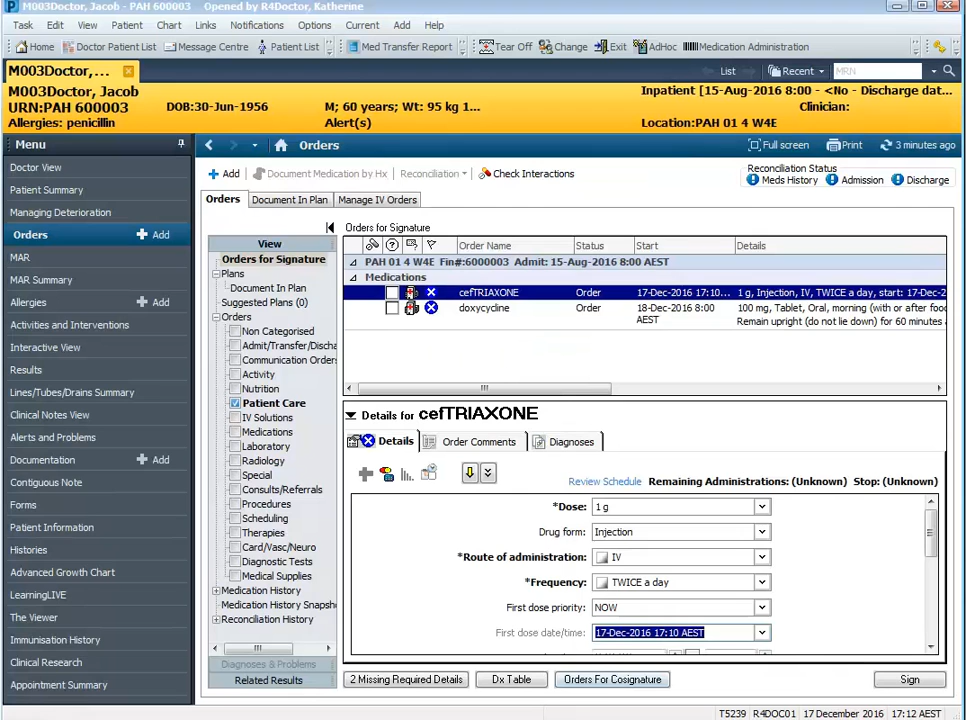 M003Doctor, Jacob - PAH 600003   Opened by R4Doctor, Katherine
Task Edit View Patient Chart Links Notifications Options Current Add Help
Home Doctor Patient List Message Centre Patient List Med Transfer Report Tear Off Change Exit AdHoc Medication Administration
M003Doctor,... List Recent MRN
M003Doctor, Jacob Inpatient [15-Aug-2016 8:00 - <No - Discharge dat...
URN:PAH 600003 DOB:30-Jun-1956 M; 60 years; Wt: 95 kg 1... Clinician:
Allergies: penicillin Alert(s) Location:PAH 01 4 W4E
Menu Orders Full screen Print 3 minutes ago
Doctor View
Patient Summary
Managing Deterioration
Orders Add
MAR
MAR Summary
Allergies Add
Activities and Interventions
Interactive View
Results
Lines/Tubes/Drains Summary
Clinical Notes View
Alerts and Problems
Documentation Add
Contiguous Note
Forms
Patient Information
Histories
Advanced Growth Chart
LearningLIVE
The Viewer
Immunisation History
Clinical Research
Appointment Summary
Add Document Medication by Hx Reconciliation Check Interactions
Reconciliation Status
Meds History Admission Discharge
Orders Document In Plan Manage IV Orders
View
Orders for Signature
Plans
Document In Plan
Suggested Plans (0)
Orders
Non Categorised
Admit/Transfer/Discha
Communication Orders
Activity
Nutrition
Patient Care
IV Solutions
Medications
Laboratory
Radiology
Special
Consults/Referrals
Procedures
Scheduling
Therapies
Card/Vasc/Neuro
Diagnostic Tests
Medical Supplies
Medication History
Medication History Snapsho
Reconciliation History
Diagnoses & Problems
Related Results
Orders for Signature
Order Name Status Start Details
PAH 01 4 W4E Fin#:6000003 Admit: 15-Aug-2016 8:00 AEST
Medications
cefTRIAXONE Order 17-Dec-2016 17:10... 1 g, Injection, IV, TWICE a day, start: 17-Dec-2
doxycycline Order 18-Dec-2016 8:00 100 mg, Tablet, Oral, morning (with or after food
AEST Remain upright (do not lie down) for 60 minutes
Details for cefTRIAXONE
Details Order Comments Diagnoses
Review Schedule Remaining Administrations: (Unknown) Stop: (Unknown)
*Dose: 1 g
Drug form: Injection
*Route of administration: IV
*Frequency: TWICE a day
First dose priority: NOW
First dose date/time: 17-Dec-2016 17:10 AEST
2 Missing Required Details Dx Table Orders For Cosignature Sign
T5239 R4DOC01 17 December 2016 17:12 AEST